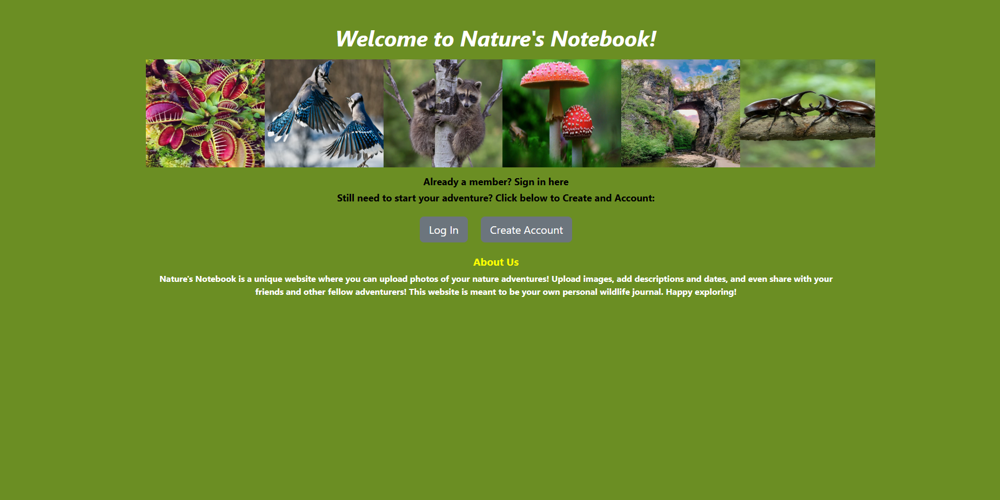 Welcome to Nature's Notebook!
Already a member? Sign in here
Still need to start your adventure? Click below to Create and Account:
Log In
Create Account
About Us
Nature's Notebook is a unique website where you can upload photos of your nature adventures! Upload images, add descriptions and dates, and even share with your
friends and other fellow adventurers! This website is meant to be your own personal wildlife journal. Happy exploring!